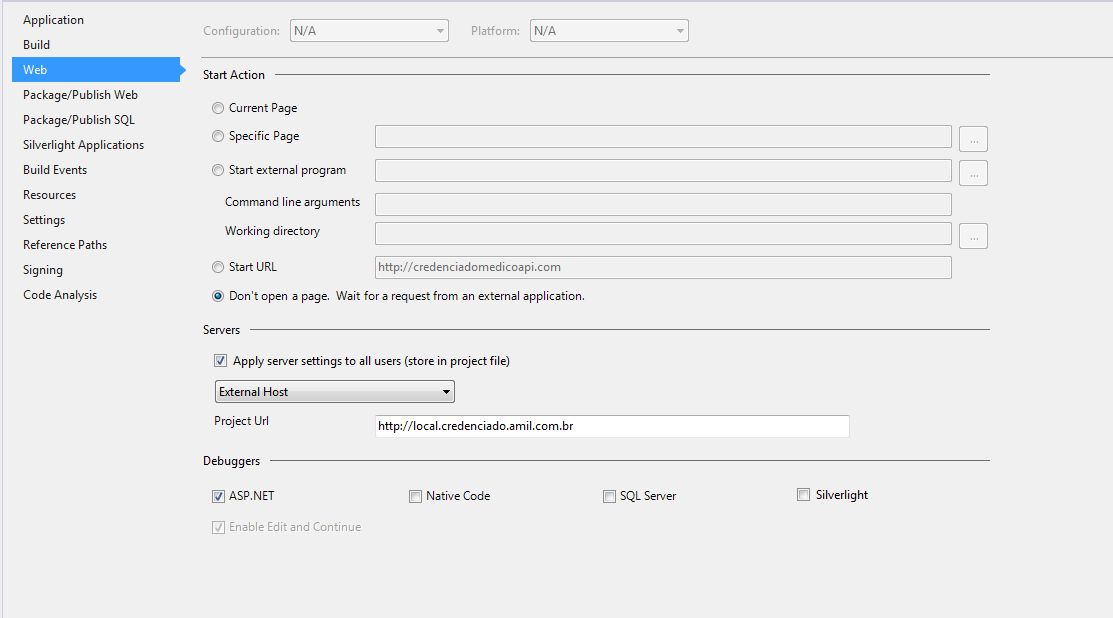 Application
Build
Web
Package/Publish Web
Package/Publish SQL
Silverlight Applications
Build Events
Resources
Settings
Reference Paths
Signing
Code Analysis
Configuration: N/A Platform: N/A
Start Action
Current Page
Specific Page ...
Start external program ...
Command line arguments
Working directory ...
Start URL http://credenciadomedicoapi.com
Don't open a page. Wait for a request from an external application.
Servers
Apply server settings to all users (store in project file)
External Host
Project Url http://local.credenciado.amil.com.br
Debuggers
ASP.NET Native Code SQL Server Silverlight
Enable Edit and Continue